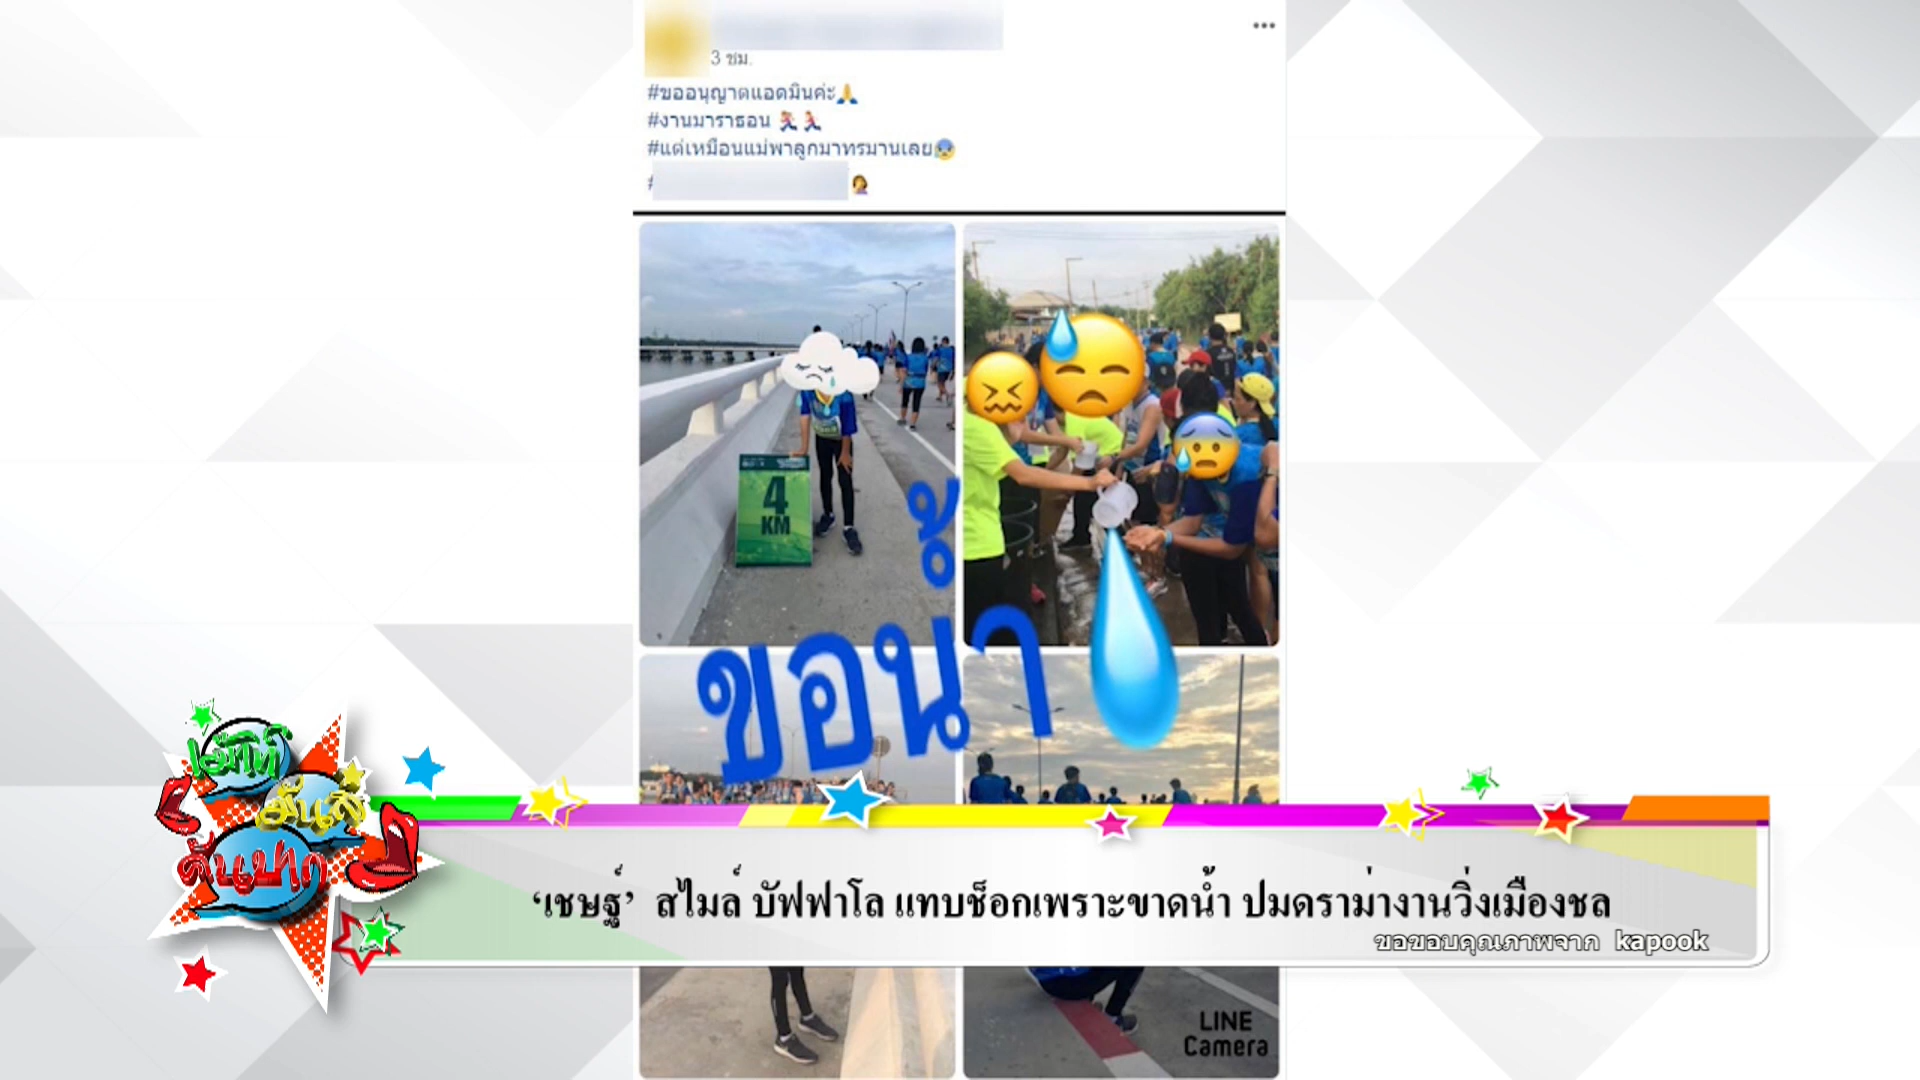 3 ชม.
#ขออนุญาตแอดมินค่ะ
#งานมาราธอน
#แต่เหมือนแม่พาลูกมาทรมานเลย
#
4
KM
ขอน้ำ
เม้าท์
มันส์
คันปาก
‘เชษฐ์’ สไมล์ บัฟฟาโล แทบช็อกเพราะขาดน้ำ ปมดราม่างานวิ่งเมืองชล
ขอขอบคุณภาพจาก kapook
LINE
Camera